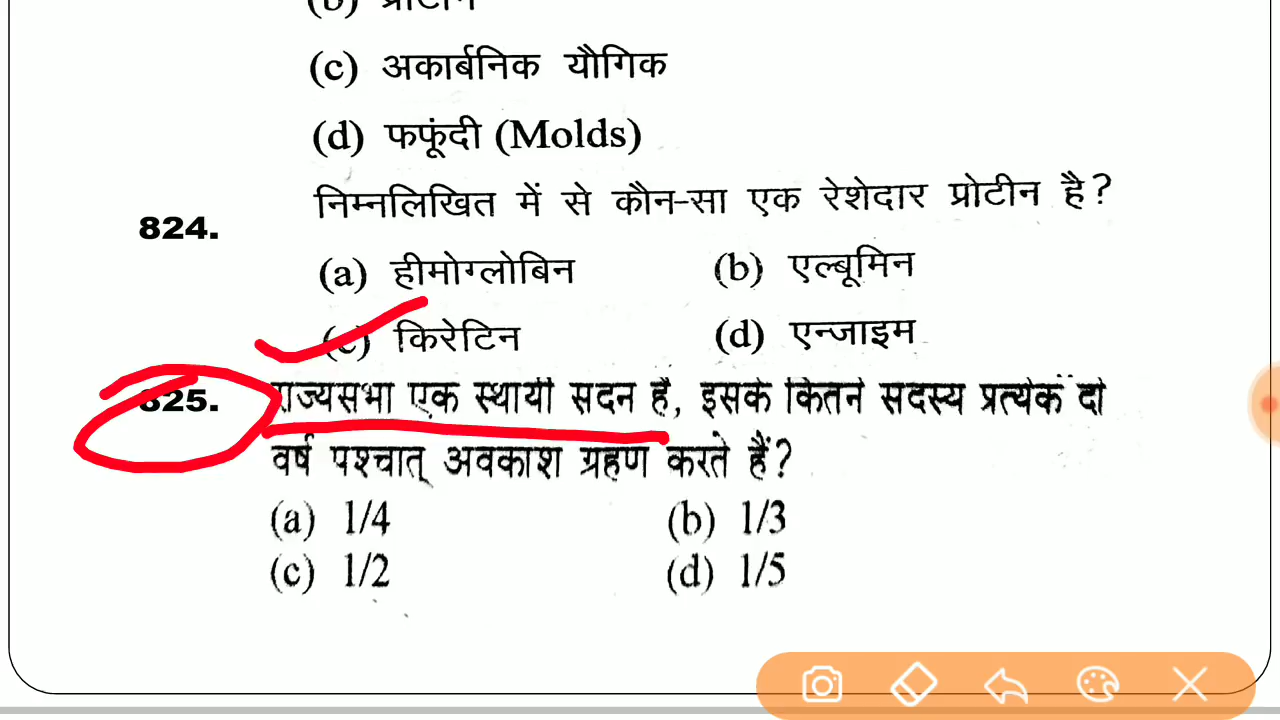 (b) प्रोटीन
(c) अकार्बनिक यौगिक
(d) फफूंदी (Molds)
824. निम्नलिखित में से कौन-सा एक रेशेदार प्रोटीन है?
(a) हीमोग्लोबिन (b) एल्बूमिन
(c) किरेटिन (d) एन्जाइम
825. राज्यसभा एक स्थायी सदन है, इसके कितने सदस्य प्रत्येक दो
वर्ष पश्चात् अवकाश ग्रहण करते हैं?
(a) 1/4 (b) 1/3
(c) 1/2 (d) 1/5